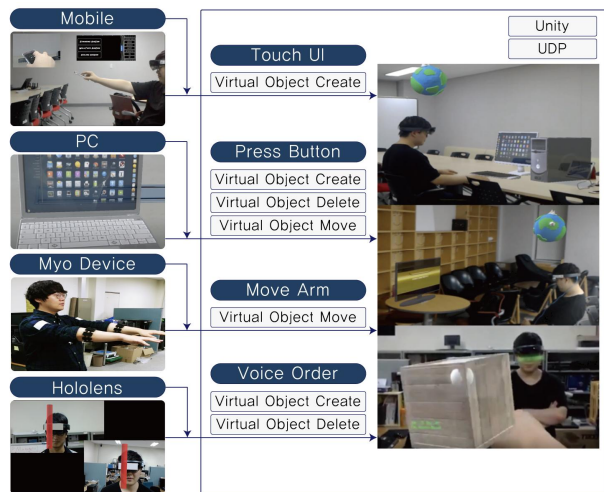 Mobile
Touch UI
Virtual Object Create
Unity
UDP
PC
Press Button
Virtual Object Create
Virtual Object Delete
Virtual Object Move
Myo Device
Move Arm
Virtual Object Move
Hololens
Voice Order
Virtual Object Create
Virtual Object Delete